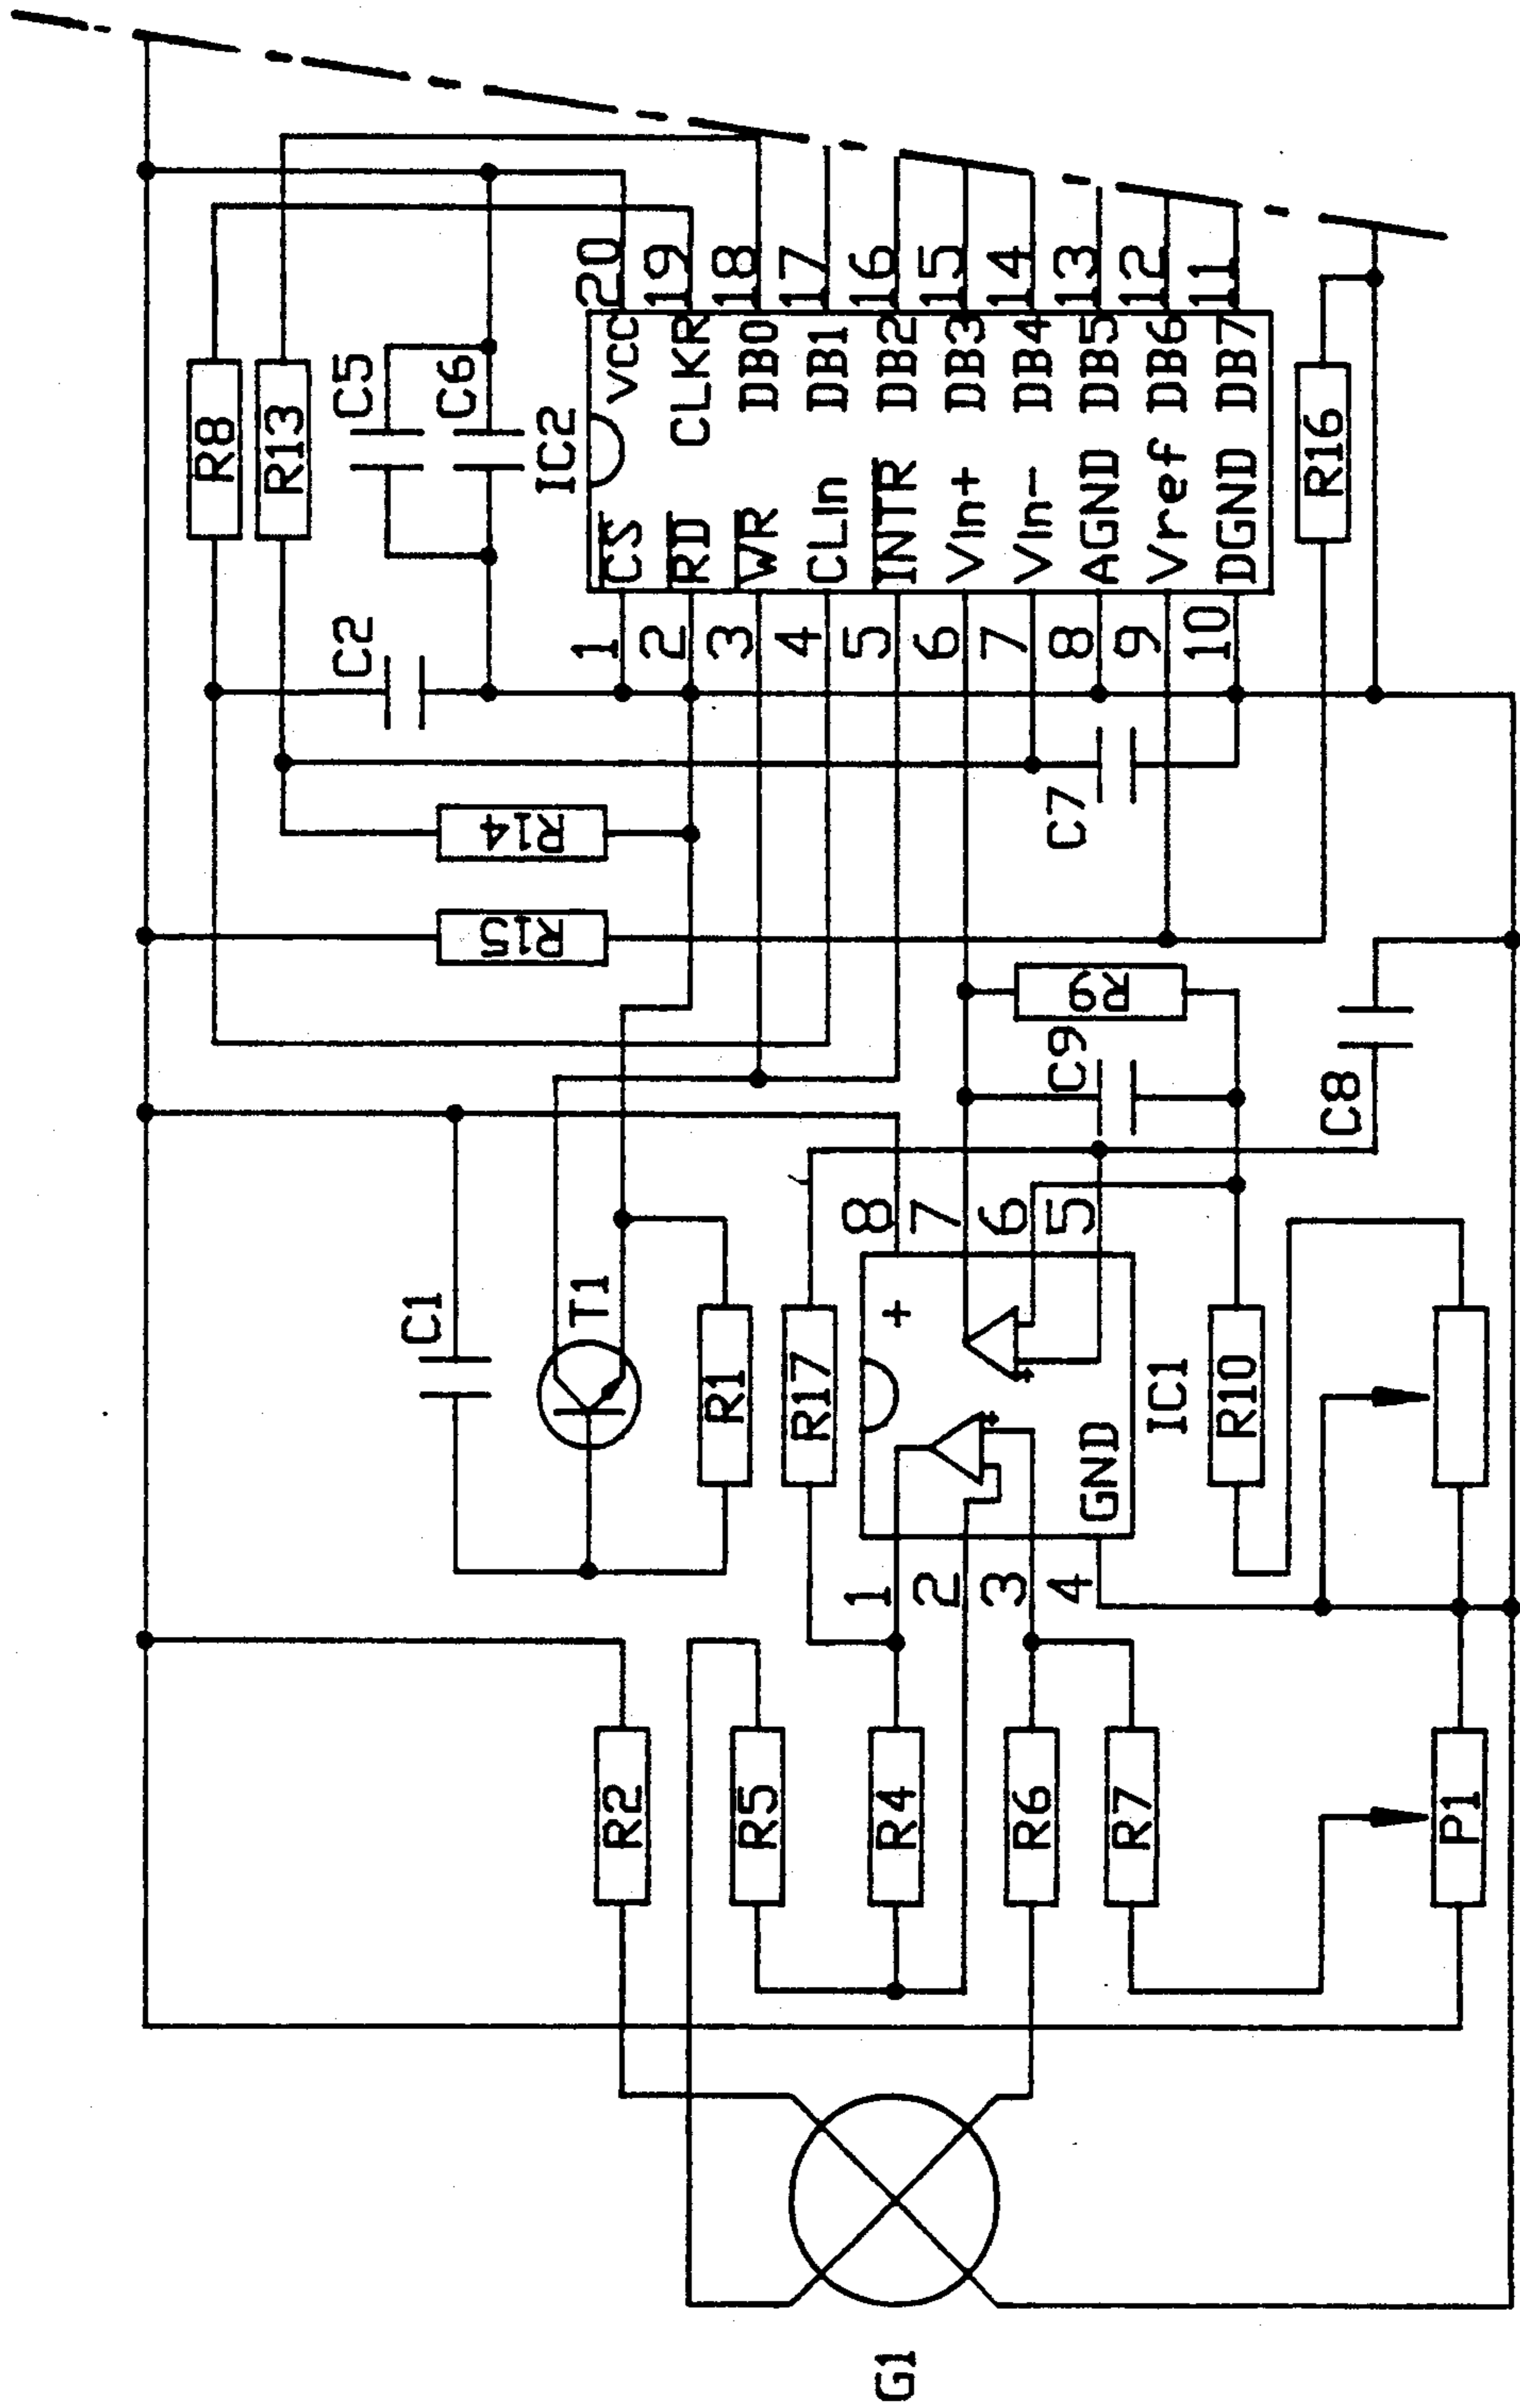 R8
R13
C2 C5
C1 C6
R15 R14
IC2
T1
R2
1 CS VCC 20
2 RD CLKR 19
R1
R5
3 WR DB0 18
R17
4 CLIn DB1 17
G1
R4
1 + 8
5 INTR DB2 16
2 7
6 VIn+ DB3 15
R6
3 6
7 VIn- DB4 14
4 GND 5
C9 R9 C7
8 AGND DB5 13
R7
IC1
9 Vref DB6 12
R10
10 DGND DB7 11
R16
C8
P1